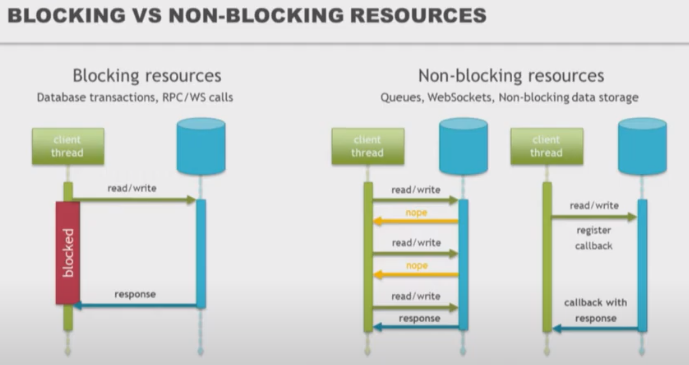 BLOCKING VS NON-BLOCKING RESOURCES
Blocking resources
Database transactions, RPC/WS calls
client
thread
read/write
blocked
response
Non-blocking resources
Queues, WebSockets, Non-blocking data storage
client
thread
read/write
nope
read/write
nope
read/write
response
client
thread
read/write
register
callback
callback with
response